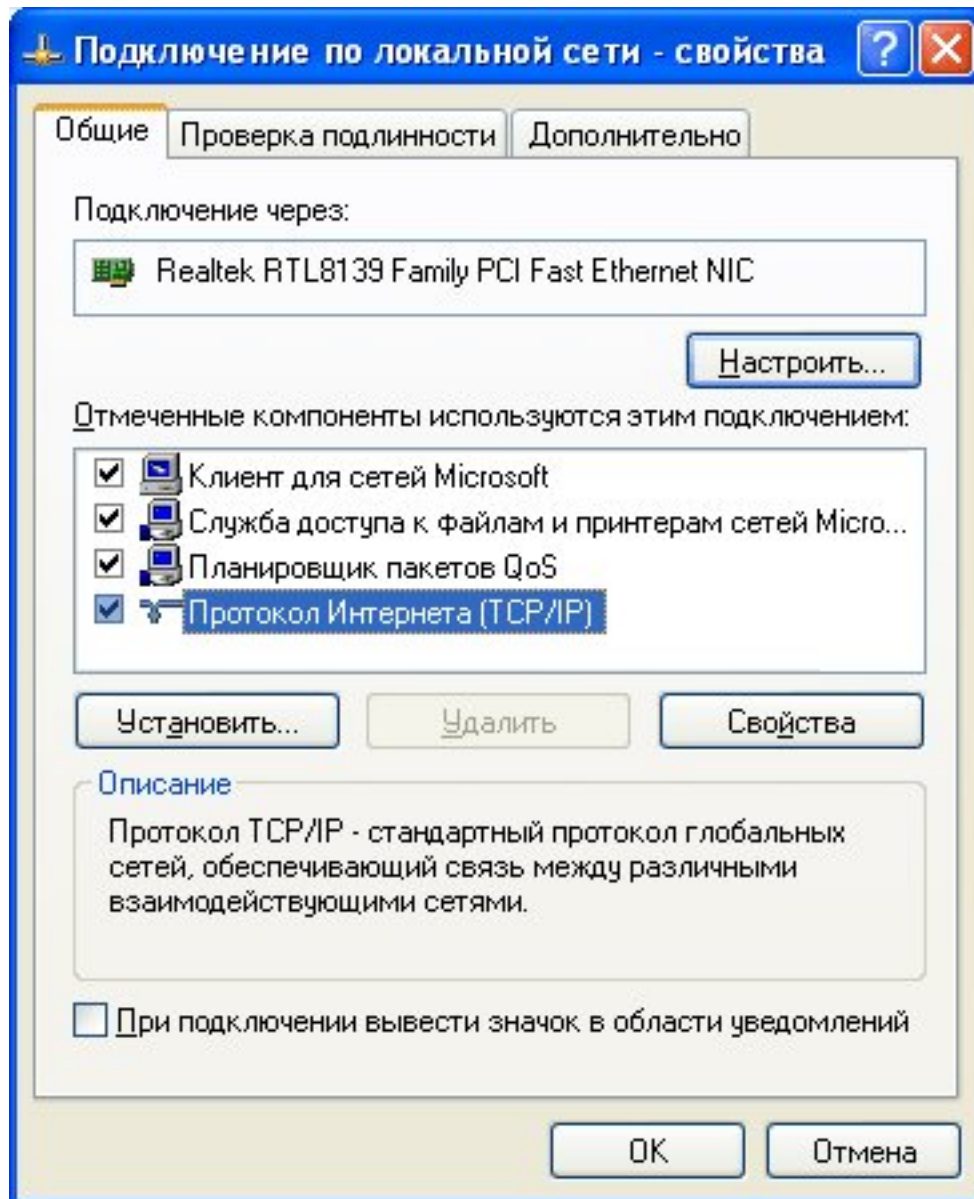 Подключение по локальной сети - свойства
Общие
Проверка подлинности
Дополнительно
Подключение через:
Realtek RTL8139 Family PCI Fast Ethernet NIC
Настроить...
Отмеченные компоненты используются этим подключением:
Клиент для сетей Microsoft
Служба доступа к файлам и принтерам сетей Micro...
Планировщик пакетов QoS
Протокол Интернета (TCP/IP)
Установить...
Удалить
Свойства
Описание
Протокол TCP/IP - стандартный протокол глобальных
сетей, обеспечивающий связь между различными
взаимодействующими сетями.
При подключении вывести значок в области уведомлений
OK
Отмена